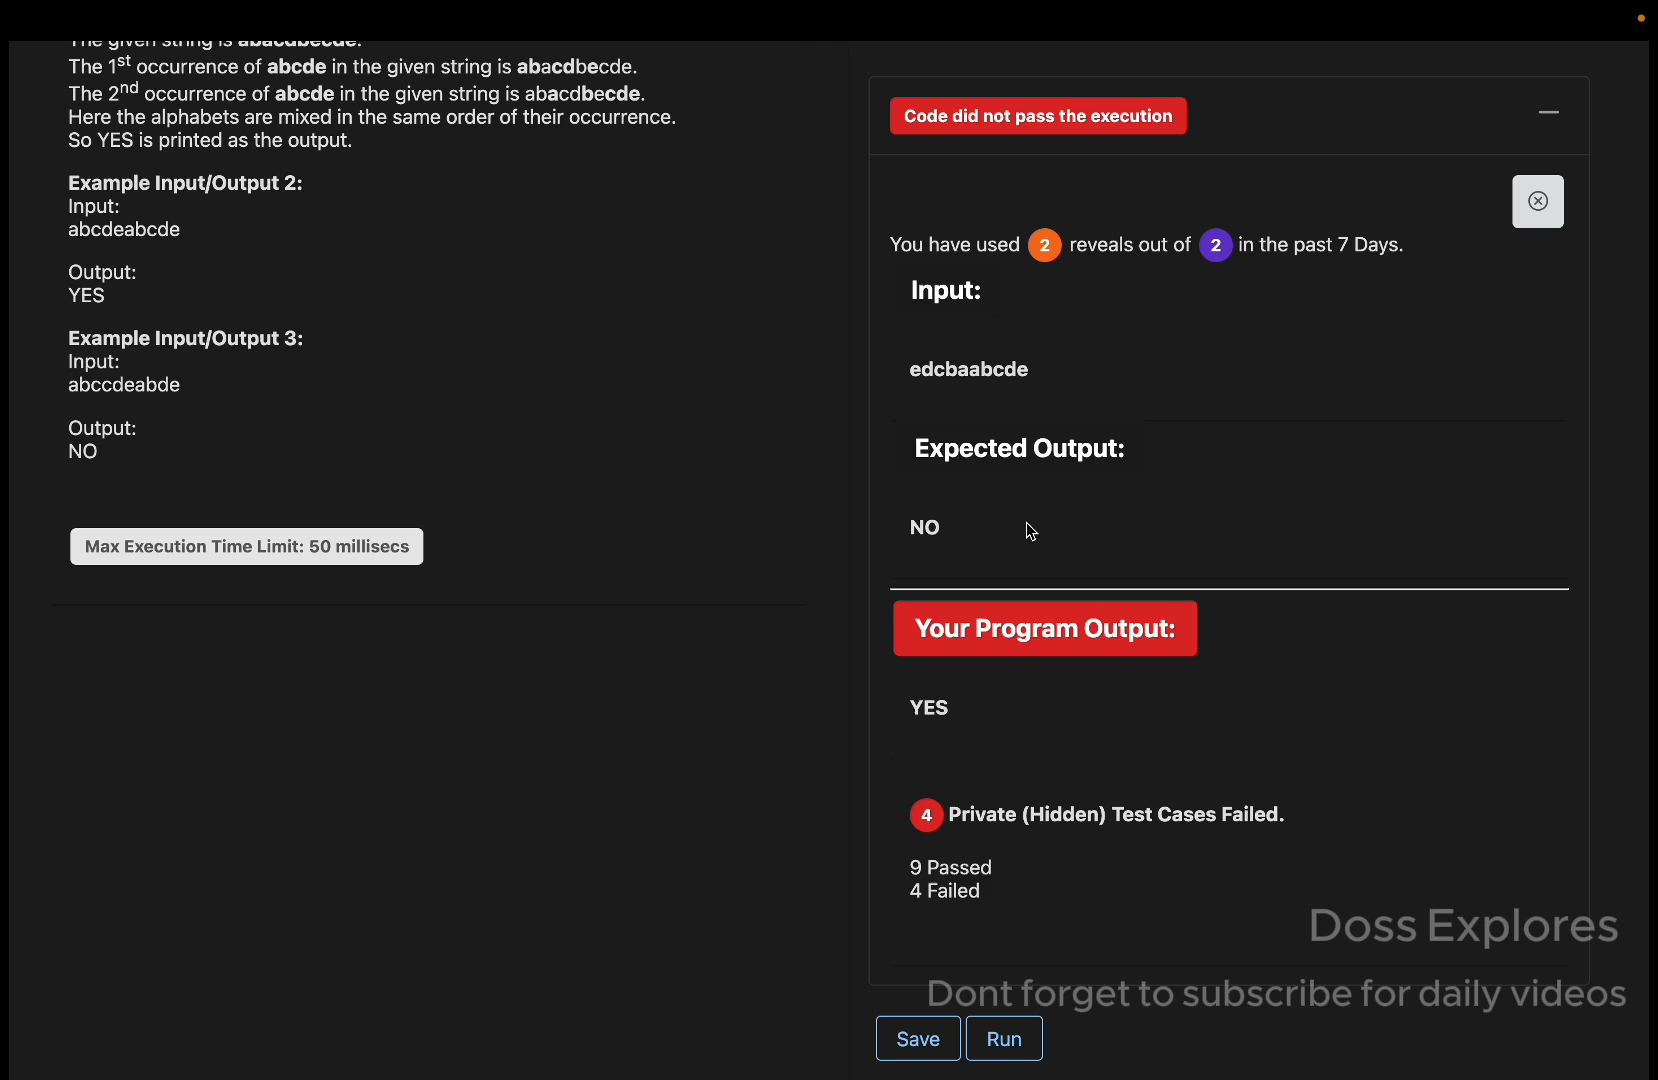 The given string is abacdbecde.
The 1st occurrence of abcde in the given string is abacdbecde.
The 2nd occurrence of abcde in the given string is abacdbecde.
Here the alphabets are mixed in the same order of their occurrence.
So YES is printed as the output.
Example Input/Output 2:
Input:
abcdeabcde
Output:
YES
Example Input/Output 3:
Input:
abccdeabde
Output:
NO
Max Execution Time Limit: 50 millisecs
Code did not pass the execution
You have used 2 reveals out of 2 in the past 7 Days.
Input:
edcbaabcde
Expected Output:
NO
Your Program Output:
YES
4 Private (Hidden) Test Cases Failed.
9 Passed
4 Failed
Doss Explores
Dont forget to subscribe for daily videos
Save Run